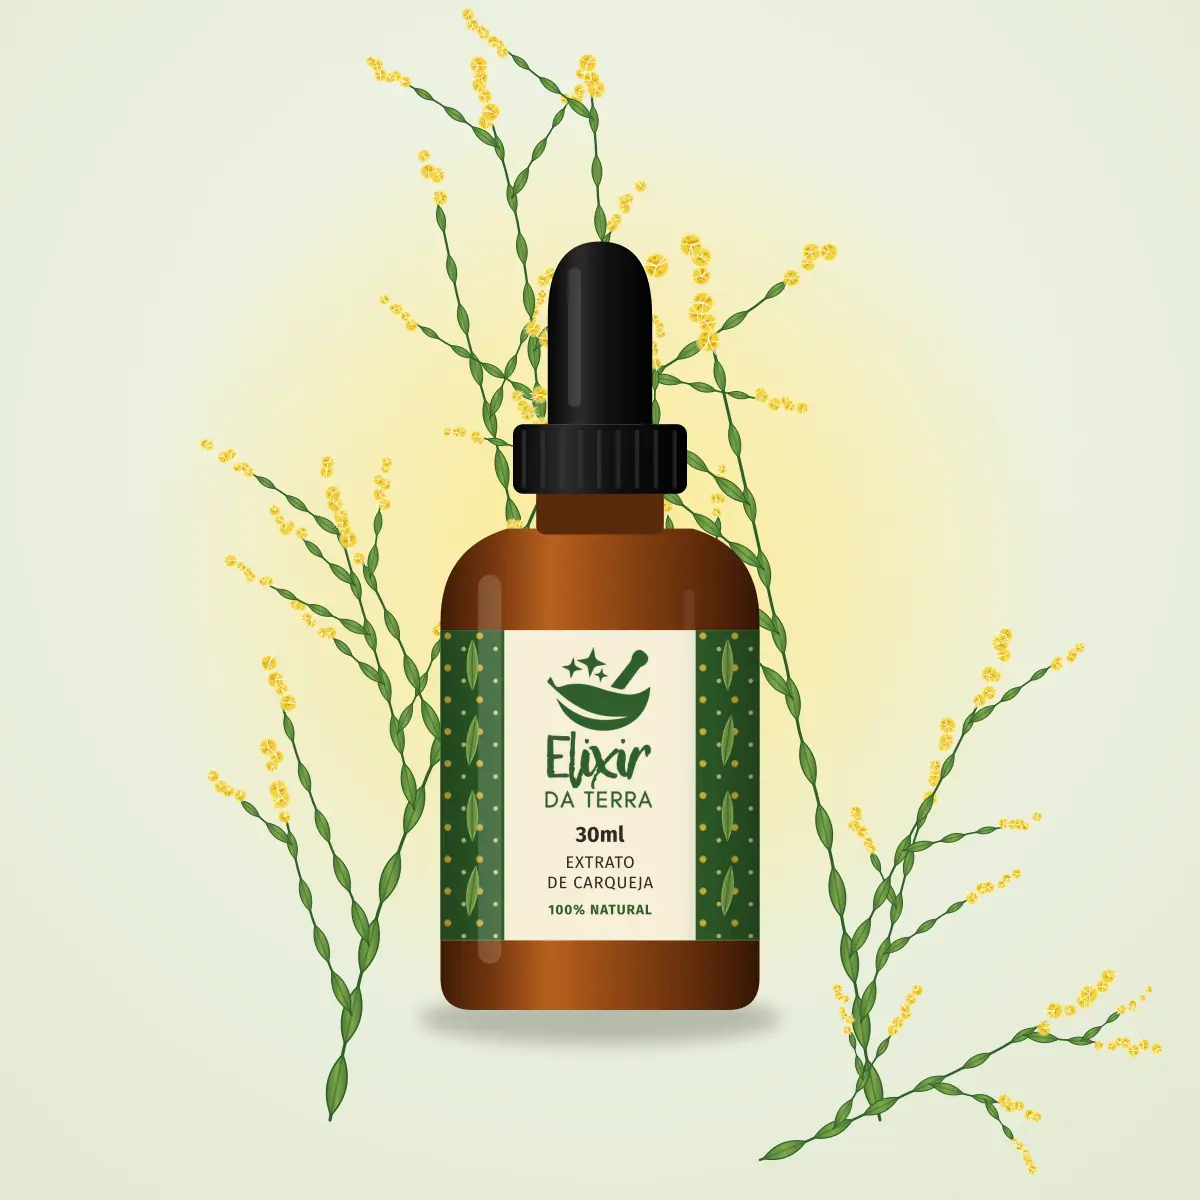 Elixir
DA TERRA
30ml
EXTRATO
DE CARQUEJA
100% NATURAL